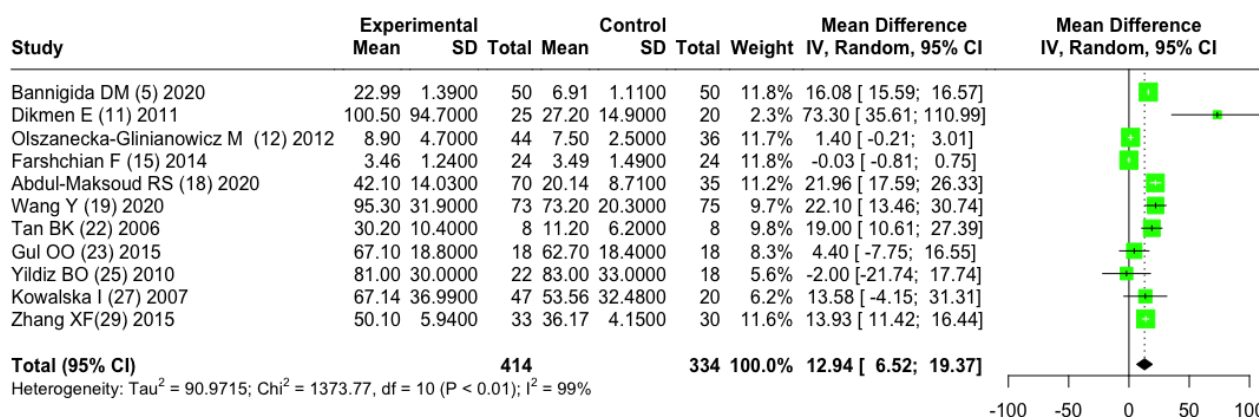 Experimental Control Mean Difference Mean Difference
Study Mean SD Total Mean SD Total Weight IV, Random, 95% CI IV, Random, 95% CI
Bannigida DM (5) 2020 22.99 1.3900 50 6.91 1.1100 50 11.8% 16.08 [ 15.59; 16.57]
Dikmen E (11) 2011 100.50 94.7000 25 27.20 14.9000 20 2.3% 73.30 [ 35.61; 110.99]
Olszanecka-Glinianowicz M (12) 2012 8.90 4.7000 44 7.50 2.5000 36 11.7% 1.40 [ -0.21; 3.01]
Farshchian F (15) 2014 3.46 1.2400 24 3.49 1.4900 24 11.8% -0.03 [ -0.81; 0.75]
Abdul-Maksoud RS (18) 2020 42.10 14.0300 70 20.14 8.7100 35 11.2% 21.96 [ 17.59; 26.33]
Wang Y (19) 2020 95.30 31.9000 73 73.20 20.3000 75 9.7% 22.10 [ 13.46; 30.74]
Tan BK (22) 2006 30.20 10.4000 8 11.20 6.2000 8 9.8% 19.00 [ 10.61; 27.39]
Gul OO (23) 2015 67.10 18.8000 18 62.70 18.4000 18 8.2% 4.40 [ -7.75; 16.55]
Yildiz BO (25) 2010 81.00 30.0000 22 83.00 33.0000 18 5.6% -2.00 [ -21.74; 17.74]
Kowalska I (27) 2007 67.14 36.9900 47 53.56 32.4800 20 6.2% 13.58 [ -4.15; 31.31]
Zhang XF(29) 2015 50.10 5.9400 33 36.17 4.1500 30 11.6% 13.93 [ 11.42; 16.44]
Total (95% CI) 414 334 100.0% 12.94 [ 6.52; 19.37]
Heterogeneity: Tau² = 90.9715; Chi² = 1373.77, df = 10 (P < 0.01); I² = 99%
-100 -50 0 50 100